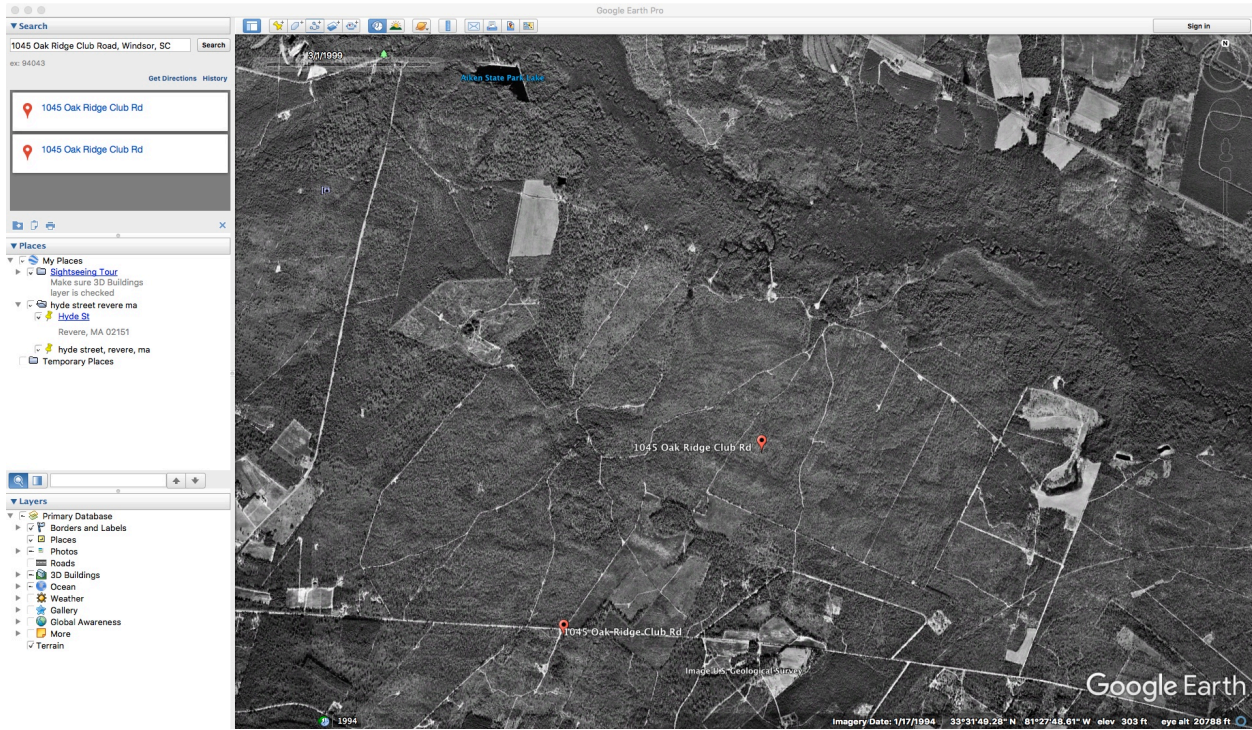 Google Earth Pro
▼ Search
1045 Oak Ridge Club Road, Windsor, SC
Search
ex: 94043
Get Directions History
1045 Oak Ridge Club Rd
1045 Oak Ridge Club Rd
▼ Places
My Places
Sightseeing Tour
Make sure 3D Buildings
layer is checked
hyde street revere ma
Hyde St
Revere, MA 02151
hyde street, revere, ma
Temporary Places
▼ Layers
Primary Database
Borders and Labels
Places
Photos
Roads
3D Buildings
Ocean
Weather
Gallery
Global Awareness
More
Terrain
Sign in
N
3/1/1999
Aiken State Park Lake
1045 Oak Ridge Club Rd
1045 Oak Ridge Club Rd
Image U.S. Geological Survey
Google Earth
1994
Imagery Date: 1/17/1994 33°31'49.28" N 81°27'48.61" W elev 303 ft eye alt 20788 ft